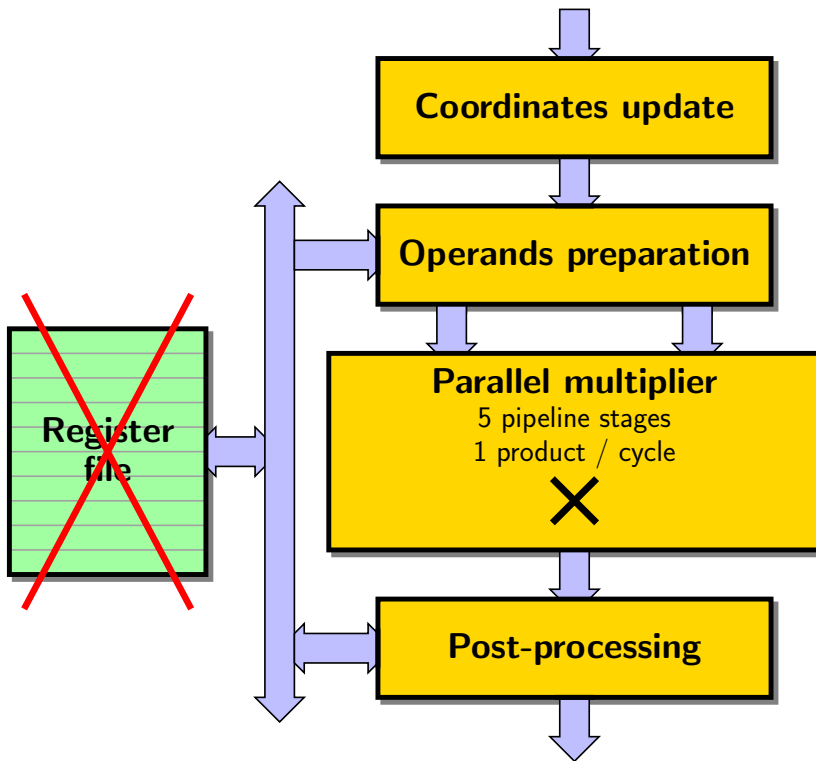 Coordinates update
Operands preparation
Parallel multiplier
5 pipeline stages
1 product / cycle
Register
file
Post-processing